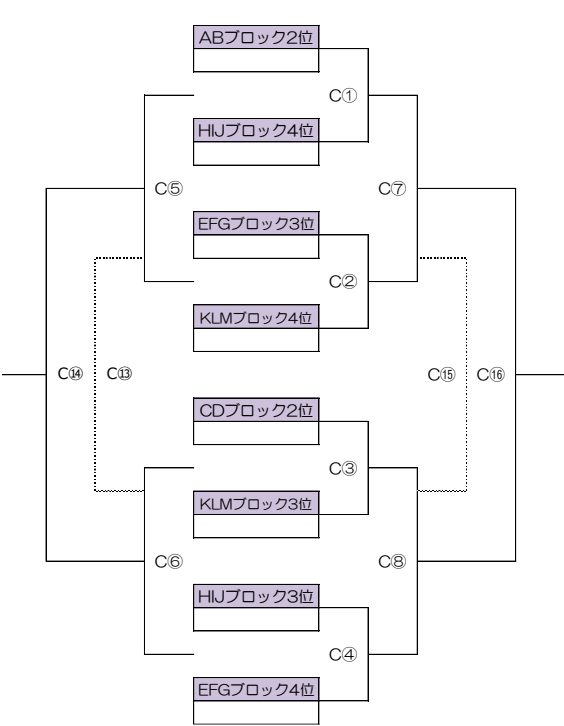 ABブロック2位
C①
HIJブロック4位
C⑤
C⑦
EFGブロック3位
C②
KLMブロック4位
C⑭
C⑬
C⑮
C⑯
CDブロック2位
C③
KLMブロック3位
C⑥
C⑧
HIJブロック3位
C④
EFGブロック4位